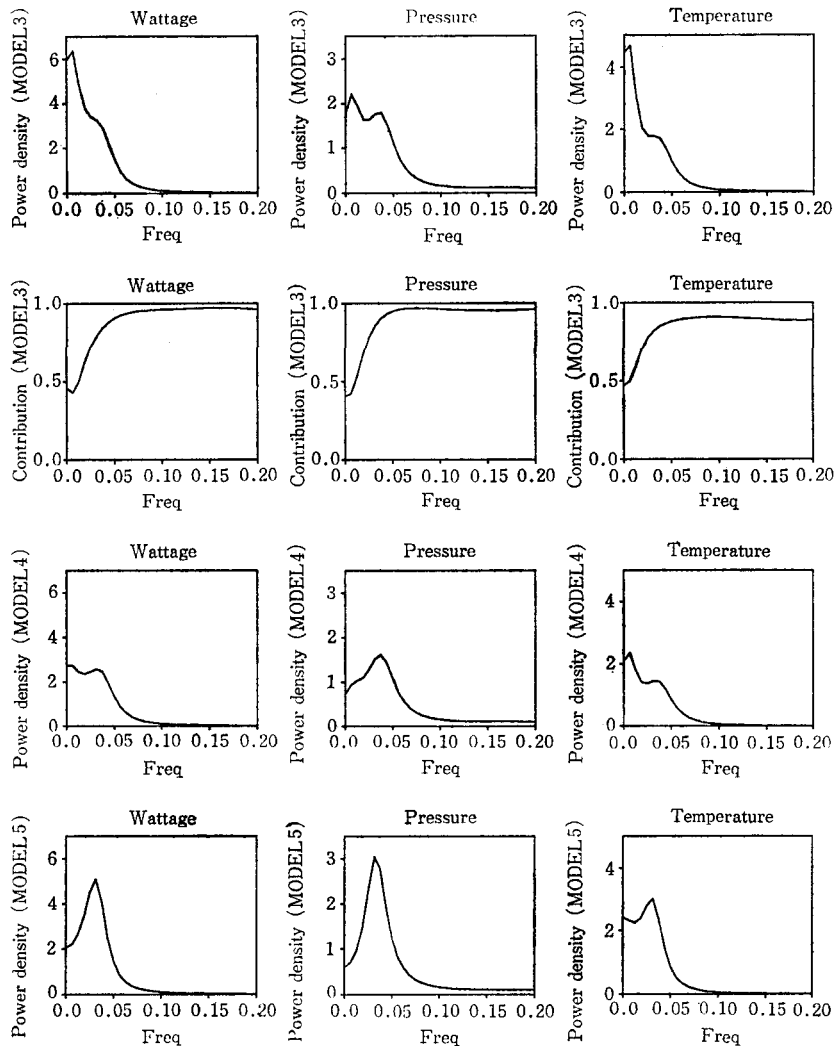 Wattage
Power density (MODEL3)
6
4
2
0
0.0 0.05 0.10 0.15 0.20
Freq
Pressure
Power density (MODEL3)
3
2
1
0
0.0 0.05 0.10 0.15 0.20
Freq
Temperature
Power density (MODEL3)
4
2
0
0.0 0.05 0.10 0.15 0.20
Freq
Wattage
Contribution (MODEL3)
1.0
0.5
0.0
0.0 0.05 0.10 0.15 0.20
Freq
Pressure
Contribution (MODEL3)
1.0
0.5
0.0
0.0 0.05 0.10 0.15 0.20
Freq
Temperature
Contribution (MODEL3)
1.0
0.5
0.0
0.0 0.05 0.10 0.15 0.20
Freq
Wattage
Power density (MODEL4)
6
4
2
0
0.0 0.05 0.10 0.15 0.20
Freq
Pressure
Power density (MODEL4)
3
2
1
0
0.0 0.05 0.10 0.15 0.20
Freq
Temperature
Power density (MODEL4)
4
2
0
0.0 0.05 0.10 0.15 0.20
Freq
Wattage
Power density (MODEL5)
6
4
2
0
0.0 0.05 0.10 0.15 0.20
Freq
Pressure
Power density (MODEL5)
3
2
1
0
0.0 0.05 0.10 0.15 0.20
Freq
Temperature
Power density (MODEL5)
4
2
0
0.0 0.05 0.10 0.15 0.20
Freq